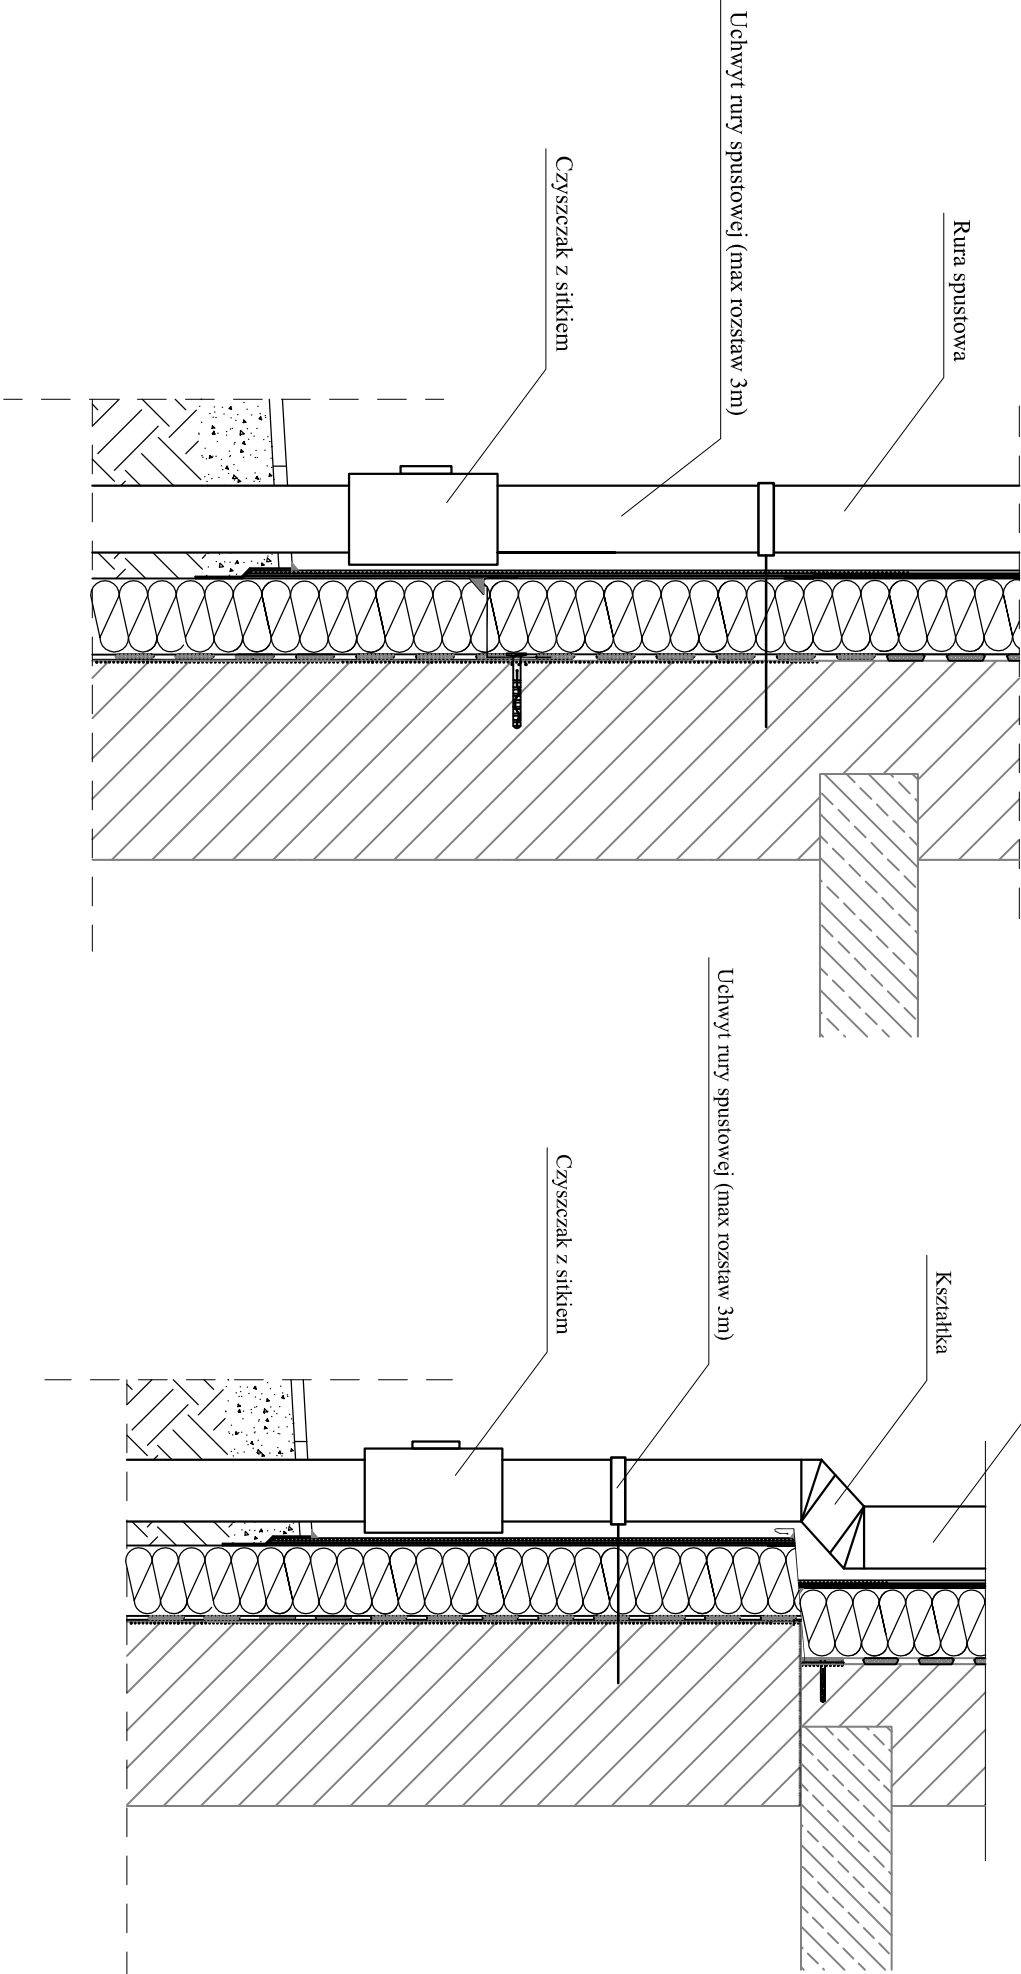 Rura spustowa
Uchwyt rury spustowej (max rozstaw 3m)
Czyszczak z sitkiem
Kształtka
Uchwyt rury spustowej (max rozstaw 3m)
Czyszczak z sitkiem